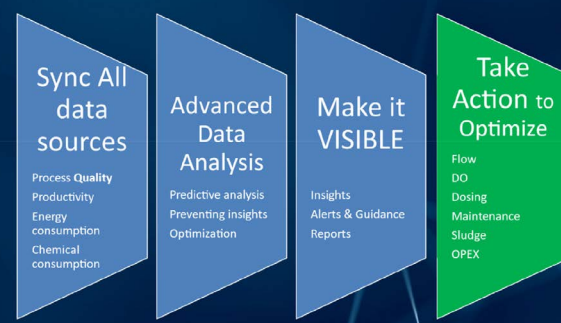 Sync All
data
sources
Process Quality
Productivity
Energy
consumption
Chemical
consumption
Advanced
Data
Analysis
Predictive analysis
Preventing insights
Optimization
Make it
VISIBLE
Insights
Alerts & Guidance
Reports
Take
Action to
Optimize
Flow
DO
Dosing
Maintenance
Sludge
OPEX